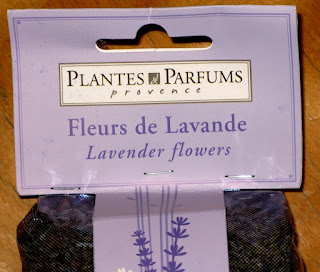 PLANTES & PARFUMS
provence
Fleurs de Lavande
Lavender flowers